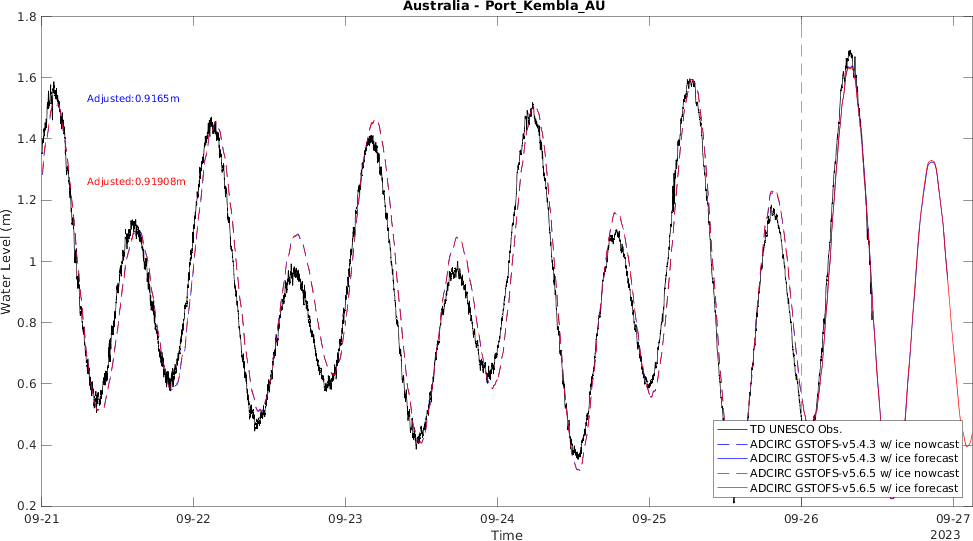 Australia - Port_Kembla_AU
1.8
1.6
1.4
1.2
1
0.8
0.6
0.4
0.2
Water Level (m)
Adjusted:0.9165m
Adjusted:0.91908m
TD UNESCO Obs.
ADCIRC GSTOFS-v5.4.3 w/ ice nowcast
ADCIRC GSTOFS-v5.4.3 w/ ice forecast
ADCIRC GSTOFS-v5.6.5 w/ ice nowcast
ADCIRC GSTOFS-v5.6.5 w/ ice forecast
09-21 09-22 09-23 09-24 09-25 09-26 09-27
Time
2023